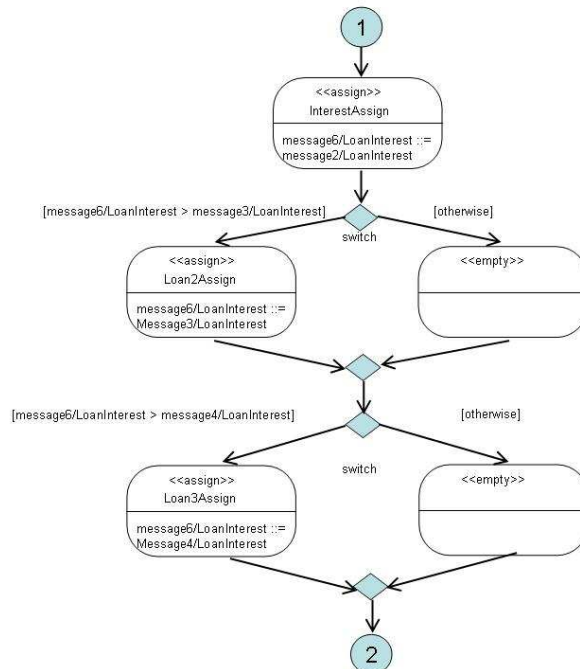 1
<<assign>>
InterestAssign
message6/LoanInterest ::=
message2/LoanInterest
[message6/LoanInterest > message3/LoanInterest]
[otherwise]
switch
<<assign>>
Loan2Assign
message6/LoanInterest ::=
Message3/LoanInterest
<<empty>>
[message6/LoanInterest > message4/LoanInterest]
[otherwise]
switch
<<assign>>
Loan3Assign
message6/LoanInterest ::=
Message4/LoanInterest
<<empty>>
2